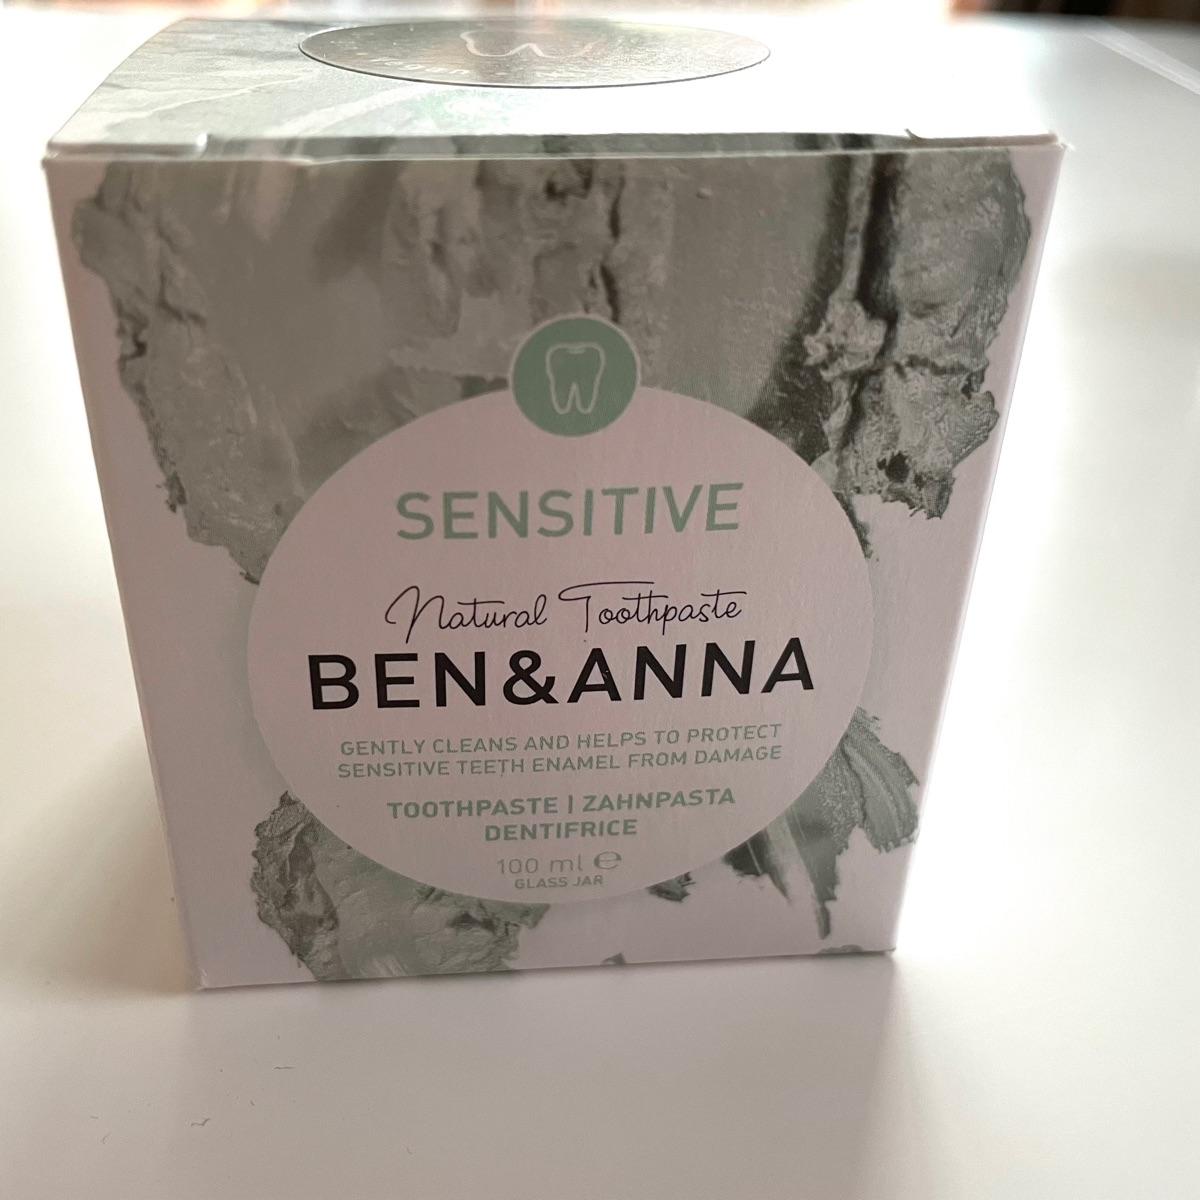 SENSITIVE
Natural Toothpaste
BEN&ANNA
GENTLY CLEANS AND HELPS TO PROTECT
SENSITIVE TEETH ENAMEL FROM DAMAGE
TOOTHPASTE | ZAHNPASTA
DENTIFRICE
100 ml ℮
GLASS JAR